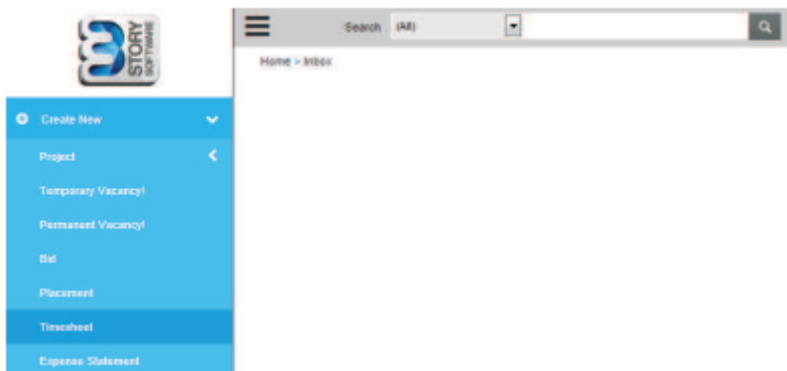 3
STORY
SOFTWARE
Search (All)
Home > Inbox
Create New
Project
Temporary Vacancy!
Permanent Vacancy!
Bid
Placement
Timesheet
Expense Statement